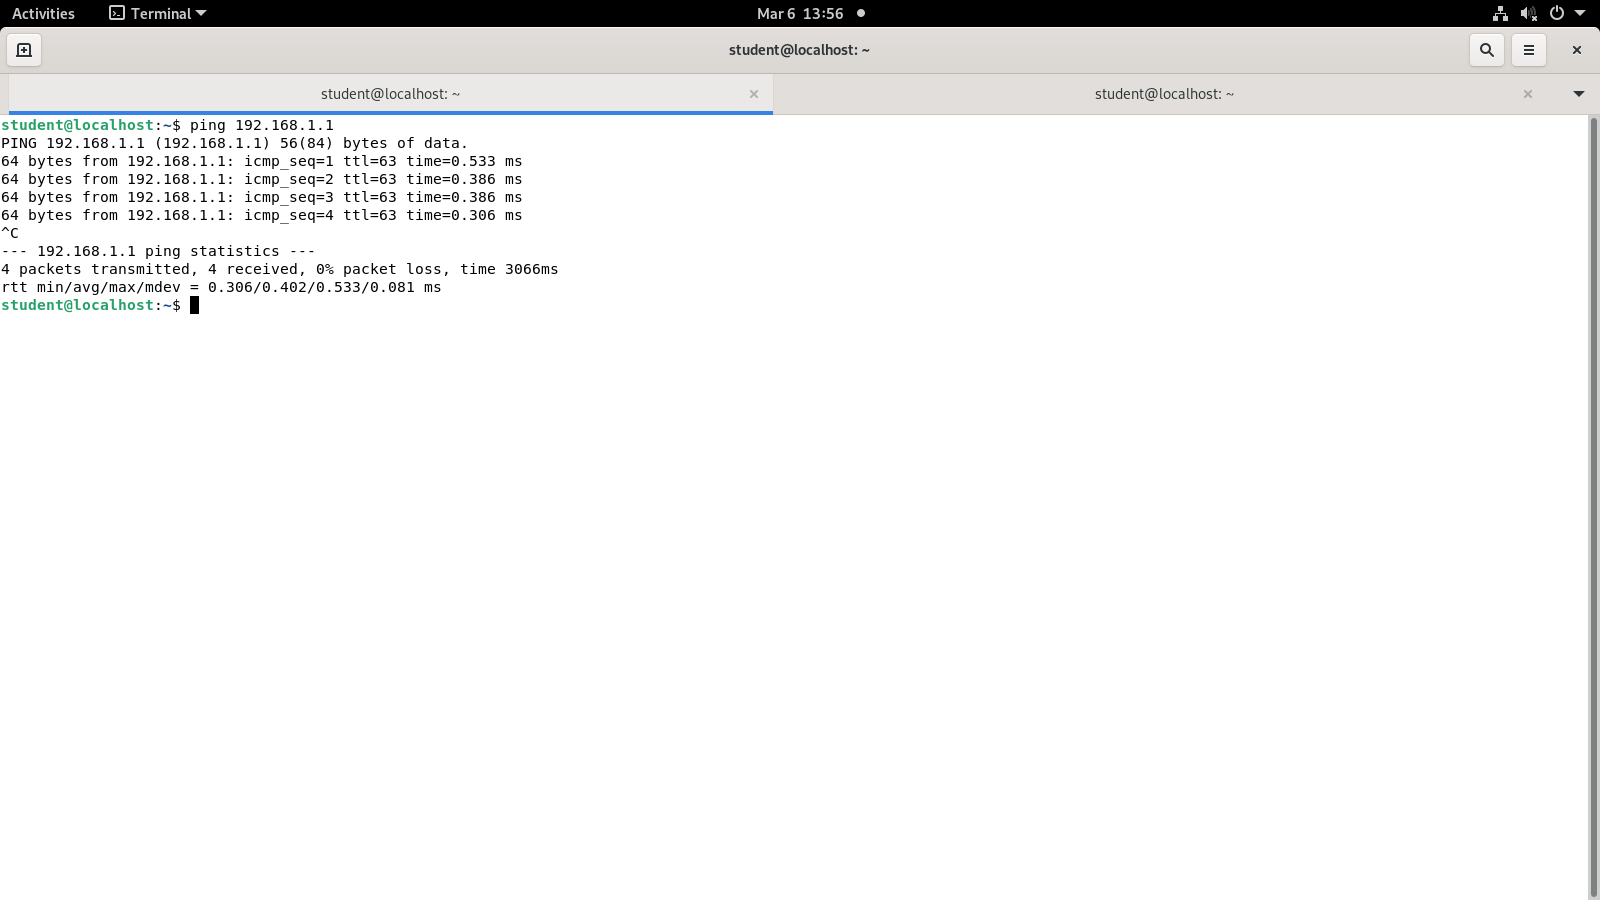 Activities Terminal Mar 6 13:56
student@localhost: ~
student@localhost: ~ student@localhost: ~
student@localhost:~$ ping 192.168.1.1
PING 192.168.1.1 (192.168.1.1) 56(84) bytes of data.
64 bytes from 192.168.1.1: icmp_seq=1 ttl=63 time=0.533 ms
64 bytes from 192.168.1.1: icmp_seq=2 ttl=63 time=0.386 ms
64 bytes from 192.168.1.1: icmp_seq=3 ttl=63 time=0.386 ms
64 bytes from 192.168.1.1: icmp_seq=4 ttl=63 time=0.306 ms
^C
--- 192.168.1.1 ping statistics ---
4 packets transmitted, 4 received, 0% packet loss, time 3066ms
rtt min/avg/max/mdev = 0.306/0.402/0.533/0.081 ms
student@localhost:~$